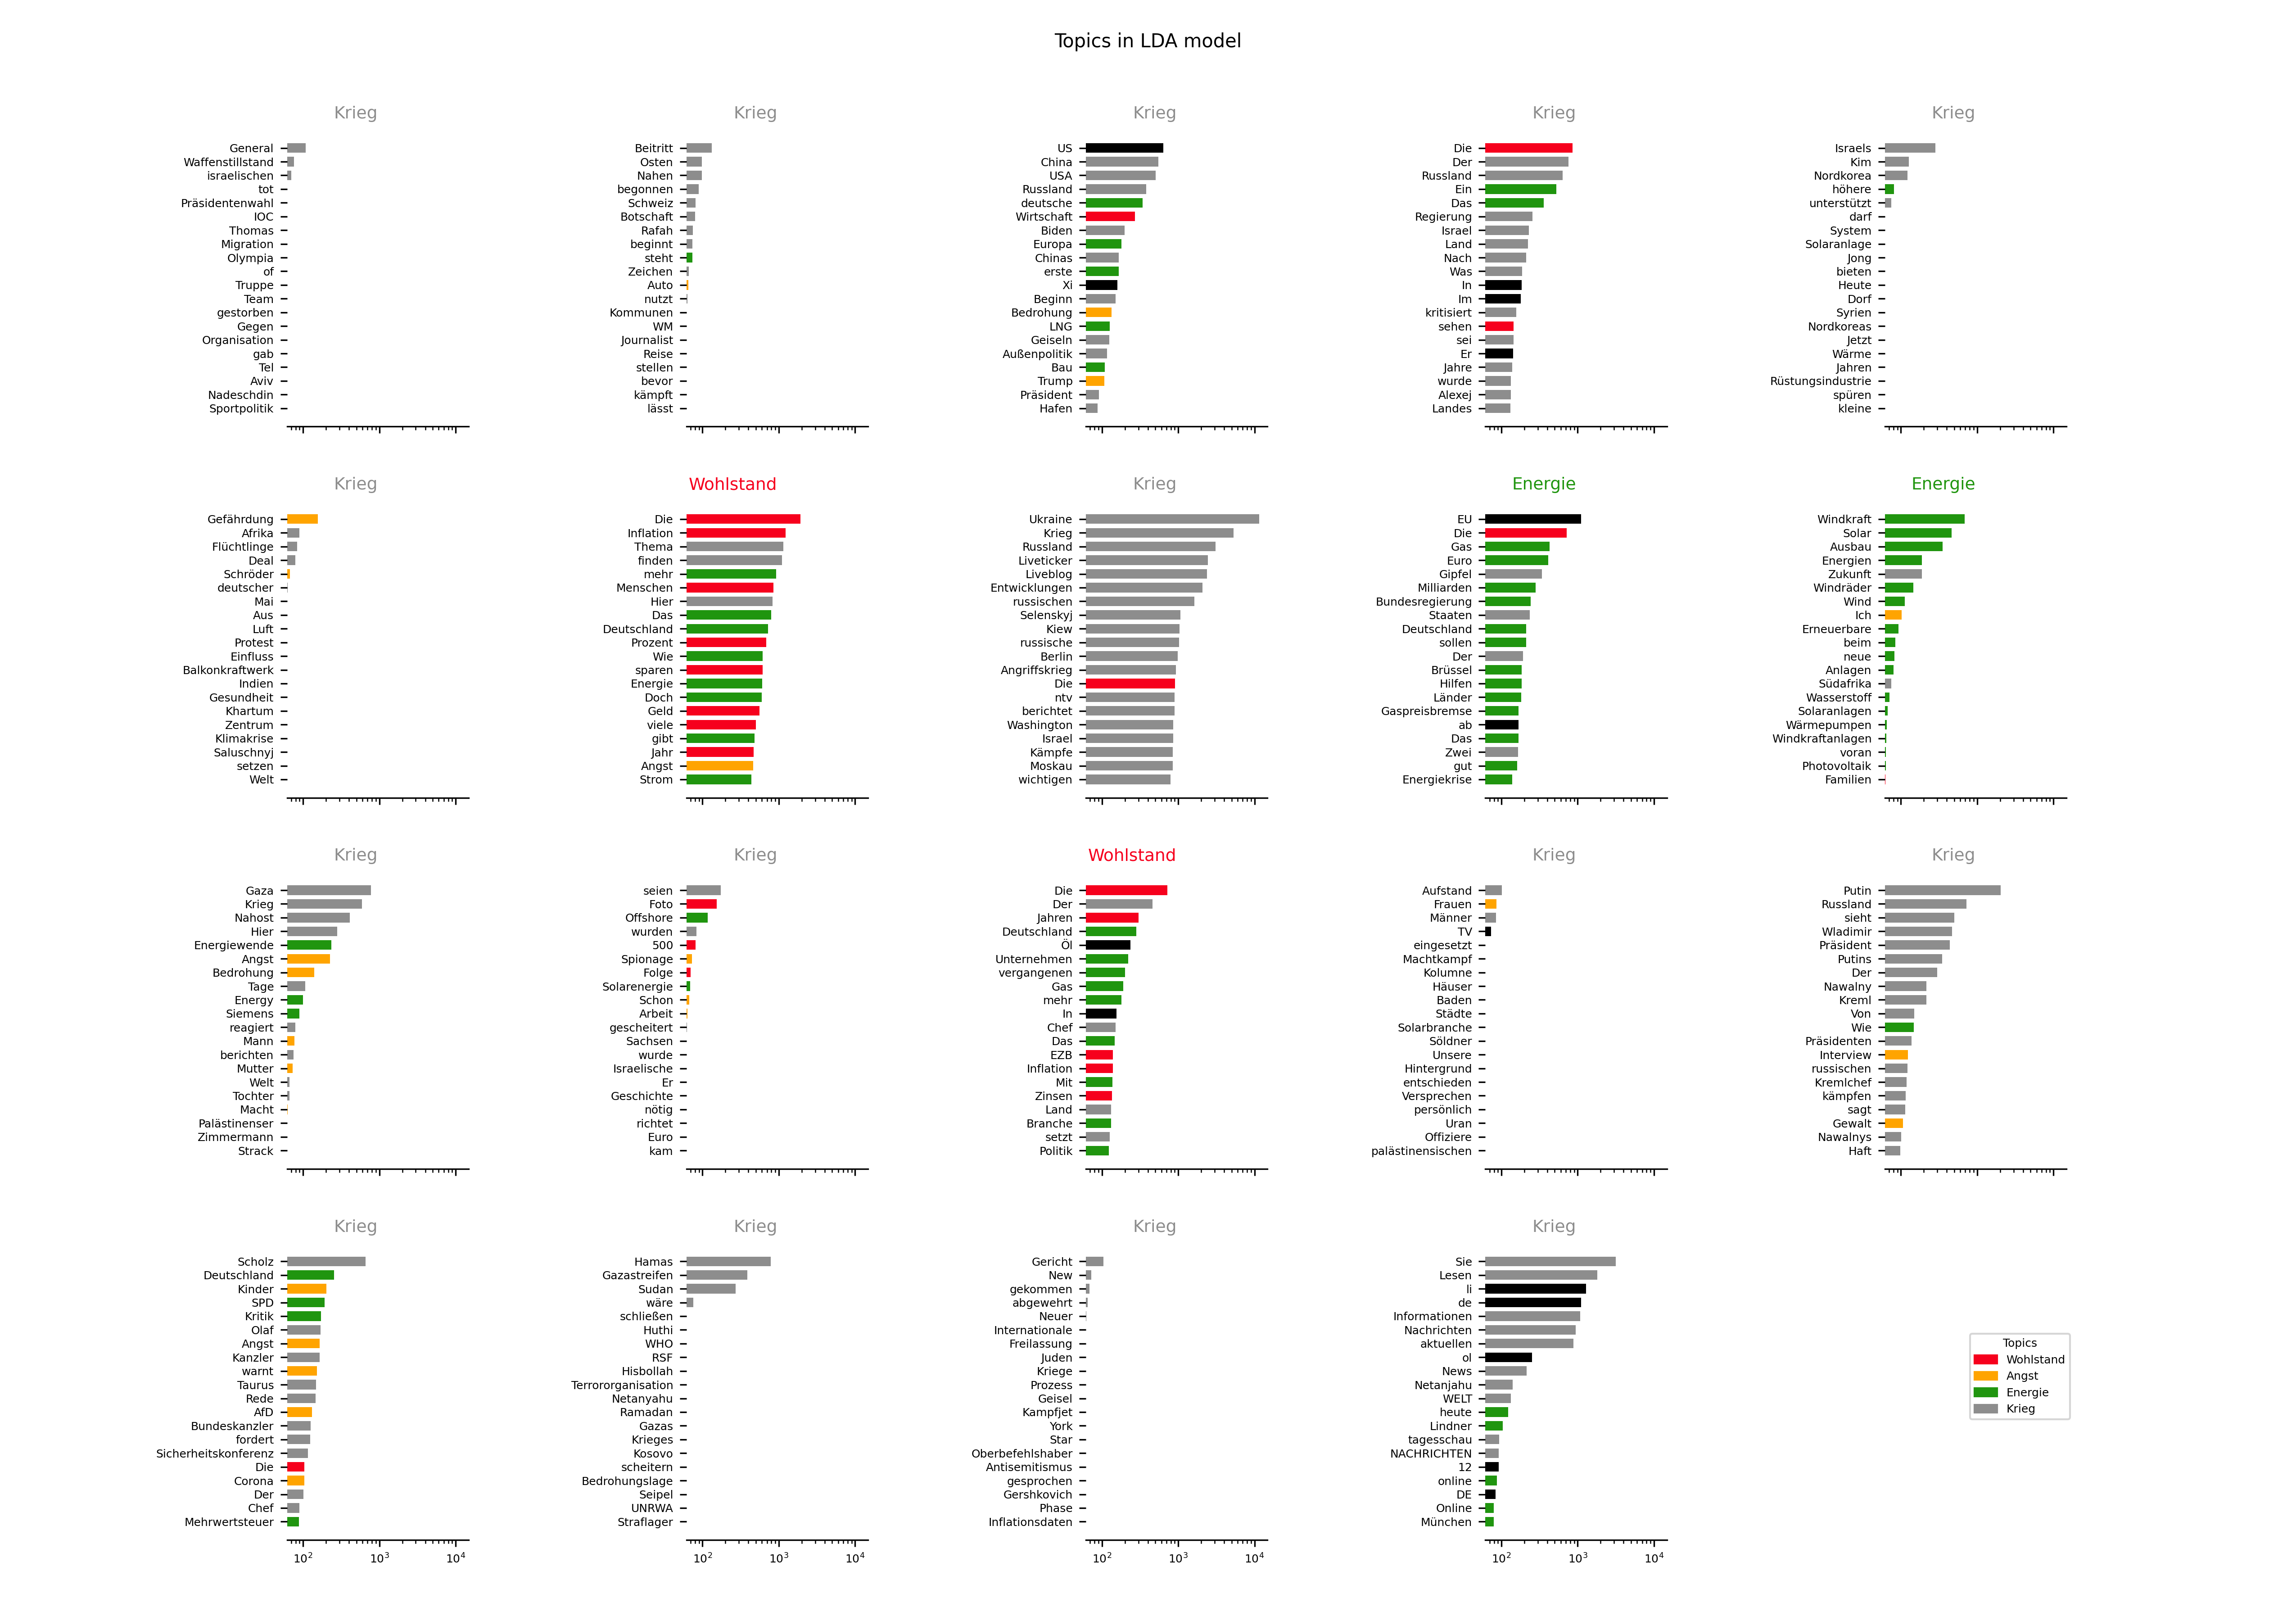 Topics in LDA model
Krieg
General
Waffenstillstand
israelischen
tot
Präsidentenwahl
IOC
Thomas
Migration
Olympia
of
Truppe
Team
gestorben
Gegen
Organisation
gab
Tel
Aviv
Nadeschdin
Sportpolitik
Krieg
Beitritt
Osten
Nahen
begonnen
Schweiz
Botschaft
Rafah
beginnt
steht
Zeichen
Auto
nutzt
Kommunen
WM
Journalist
Reise
stellen
bevor
kämpft
lässt
Krieg
US
China
USA
Russland
deutsche
Wirtschaft
Biden
Europa
Chinas
erste
Xi
Beginn
Bedrohung
LNG
Geiseln
Außenpolitik
Bau
Trump
Präsident
Hafen
Krieg
Die
Der
Russland
Ein
Das
Regierung
Israel
Land
Nach
Was
In
Im
kritisiert
sehen
sei
Er
Jahre
wurde
Alexej
Landes
Krieg
Israels
Kim
Nordkorea
höhere
unterstützt
darf
System
Solaranlage
Jong
bieten
Heute
Dorf
Syrien
Nordkoreas
Jetzt
Wärme
Jahren
Rüstungsindustrie
spüren
kleine
Krieg
Gefährdung
Afrika
Flüchtlinge
Deal
Schröder
deutscher
Mai
Aus
Luft
Protest
Einfluss
Balkonkraftwerk
Indien
Gesundheit
Khartum
Zentrum
Klimakrise
Saluschnyj
setzen
Welt
Wohlstand
Die
Inflation
Thema
finden
mehr
Menschen
Hier
Das
Deutschland
Prozent
Wie
sparen
Energie
Doch
Geld
viele
gibt
Jahr
Angst
Strom
Krieg
Ukraine
Krieg
Russland
Liveticker
Liveblog
Entwicklungen
russischen
Selenskyj
Kiew
russische
Berlin
Angriffskrieg
Die
ntv
berichtet
Washington
Israel
Kämpfe
Moskau
wichtigen
Energie
EU
Die
Gas
Euro
Gipfel
Milliarden
Bundesregierung
Staaten
Deutschland
sollen
Der
Brüssel
Hilfen
Länder
Gaspreisbremse
ab
Das
Zwei
gut
Energiekrise
Energie
Windkraft
Solar
Ausbau
Energien
Zukunft
Windräder
Wind
Ich
Erneuerbare
beim
neue
Anlagen
Südafrika
Wasserstoff
Solaranlagen
Wärmepumpen
Windkraftanlagen
voran
Photovoltaik
Familien
Krieg
Gaza
Krieg
Nahost
Hier
Energiewende
Angst
Bedrohung
Tage
Energy
Siemens
reagiert
Mann
berichten
Mutter
Welt
Tochter
Macht
Palästinenser
Zimmermann
Strack
Krieg
seien
Foto
Offshore
wurden
500
Spionage
Folge
Solarenergie
Schon
Arbeit
gescheitert
Sachsen
wurde
Israelische
Er
Geschichte
nötig
richtet
Euro
kam
Wohlstand
Die
Der
Jahren
Deutschland
Öl
Unternehmen
vergangenen
Gas
mehr
In
Chef
Das
EZB
Inflation
Mit
Zinsen
Land
Branche
setzt
Politik
Krieg
Aufstand
Frauen
Männer
TV
eingesetzt
Machtkampf
Kolumne
Häuser
Baden
Städte
Solarbranche
Söldner
Unsere
Hintergrund
entschieden
Versprechen
persönlich
Uran
Offiziere
palästinensischen
Krieg
Putin
Russland
sieht
Wladimir
Präsident
Putins
Der
Nawalny
Kreml
Von
Wie
Präsidenten
Interview
russischen
Kremlchef
kämpfen
sagt
Gewalt
Nawalnys
Haft
Krieg
Scholz
Deutschland
Kinder
SPD
Kritik
Olaf
Angst
Kanzler
warnt
Taurus
Rede
AfD
Bundeskanzler
fordert
Sicherheitskonferenz
Die
Corona
Der
Chef
Mehrwertsteuer
10² 10³ 10⁴
Krieg
Hamas
Gazastreifen
Sudan
wäre
schließen
Huthi
WHO
RSF
Hisbollah
Terrororganisation
Netanyahu
Ramadan
Gazas
Krieges
Kosovo
scheitern
Bedrohungslage
Seipel
UNRWA
Straflager
10² 10³ 10⁴
Krieg
Gericht
New
gekommen
abgewehrt
Neuer
Internationale
Freilassung
Juden
Kriege
Prozess
Geisel
Kampfjet
York
Star
Oberbefehlshaber
Antisemitismus
gesprochen
Gershkovich
Phase
Inflationsdaten
10² 10³ 10⁴
Krieg
Sie
Lesen
li
de
Informationen
Nachrichten
aktuellen
ol
News
Netanjahu
WELT
heute
Lindner
tagesschau
NACHRICHTEN
12
online
DE
Online
München
10² 10³ 10⁴
Topics
Wohlstand
Angst
Energie
Krieg